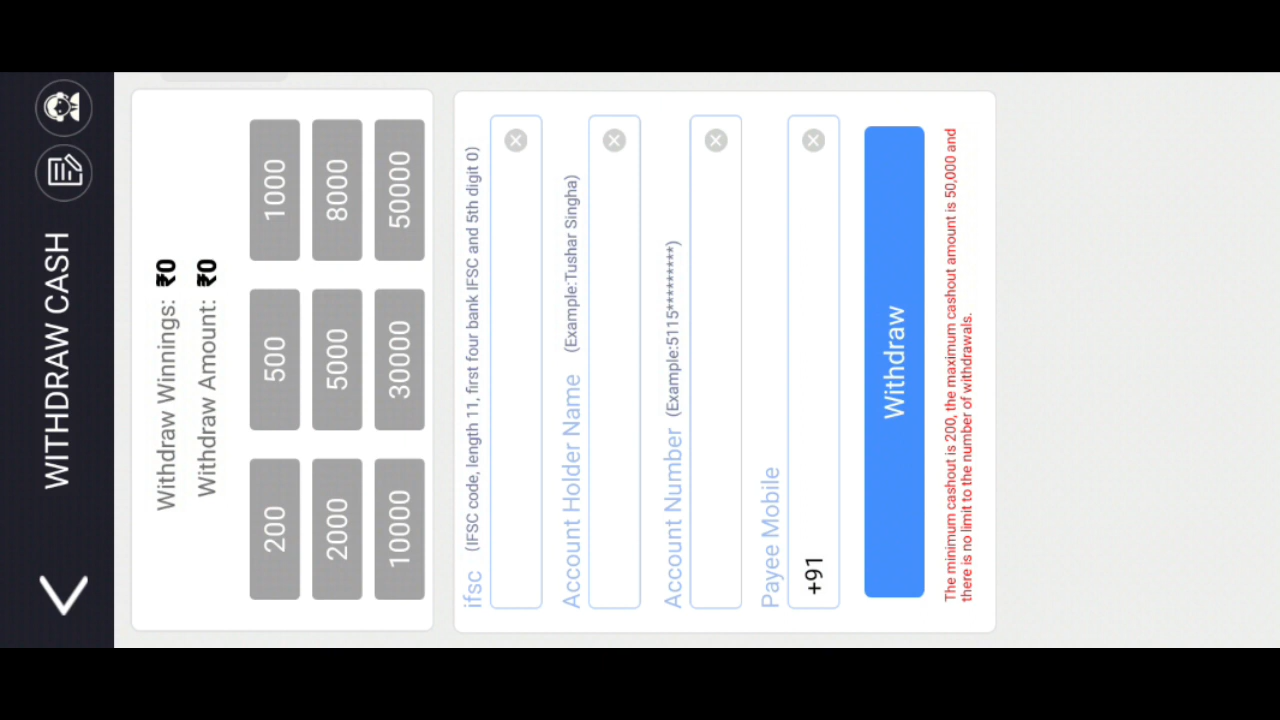 WITHDRAW CASH
Withdraw Winnings: ₹0
Withdraw Amount: ₹0
200 500 1000
2000 5000 8000
10000 30000 50000
ifsc (IFSC code, length 11, first four bank IFSC and 5th digit 0)
Account Holder Name (Example:Tushar Singha)
Account Number (Example:5115*********)
Payee Mobile
+91
Withdraw
The minimum cashout is 200, the maximum cashout amount is 50,000 and
there is no limit to the number of withdrawals.